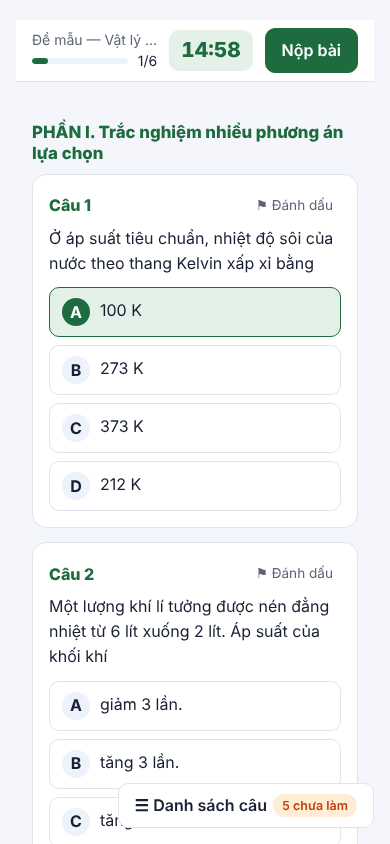 Đề mẫu — Vật lý ...
1/6
14:58
Nộp bài
PHẦN I. Trắc nghiệm nhiều phương án
lựa chọn
Câu 1
⚑ Đánh dấu
Ở áp suất tiêu chuẩn, nhiệt độ sôi của
nước theo thang Kelvin xấp xỉ bằng
A 100 K
B 273 K
C 373 K
D 212 K
Câu 2
⚑ Đánh dấu
Một lượng khí lí tưởng được nén đẳng
nhiệt từ 6 lít xuống 2 lít. Áp suất của
khối khí
A giảm 3 lần.
B tăng 3 lần.
C
☰ Danh sách câu 5 chưa làm